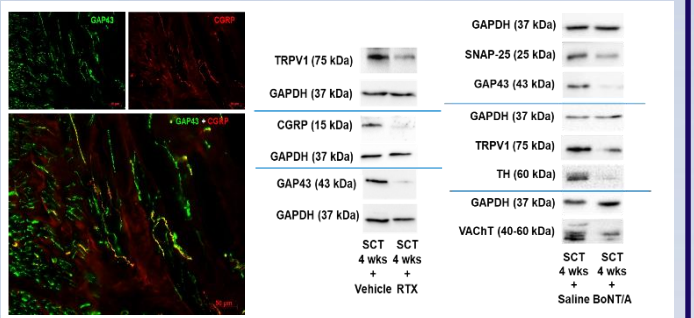 GAP43
CGRP
GAP43 + CGRP
50 µm
TRPV1 (75 kDa)
GAPDH (37 kDa)
CGRP (15 kDa)
GAPDH (37 kDa)
GAP43 (43 kDa)
GAPDH (37 kDa)
SCT SCT
4 wks 4 wks
+ +
Vehicle RTX
GAPDH (37 kDa)
SNAP-25 (25 kDa)
GAP43 (43 kDa)
GAPDH (37 kDa)
TRPV1 (75 kDa)
TH (60 kDa)
GAPDH (37 kDa)
VAChT (40-60 kDa)
SCT SCT
4 wks 4 wks
+ +
Saline BoNT/A